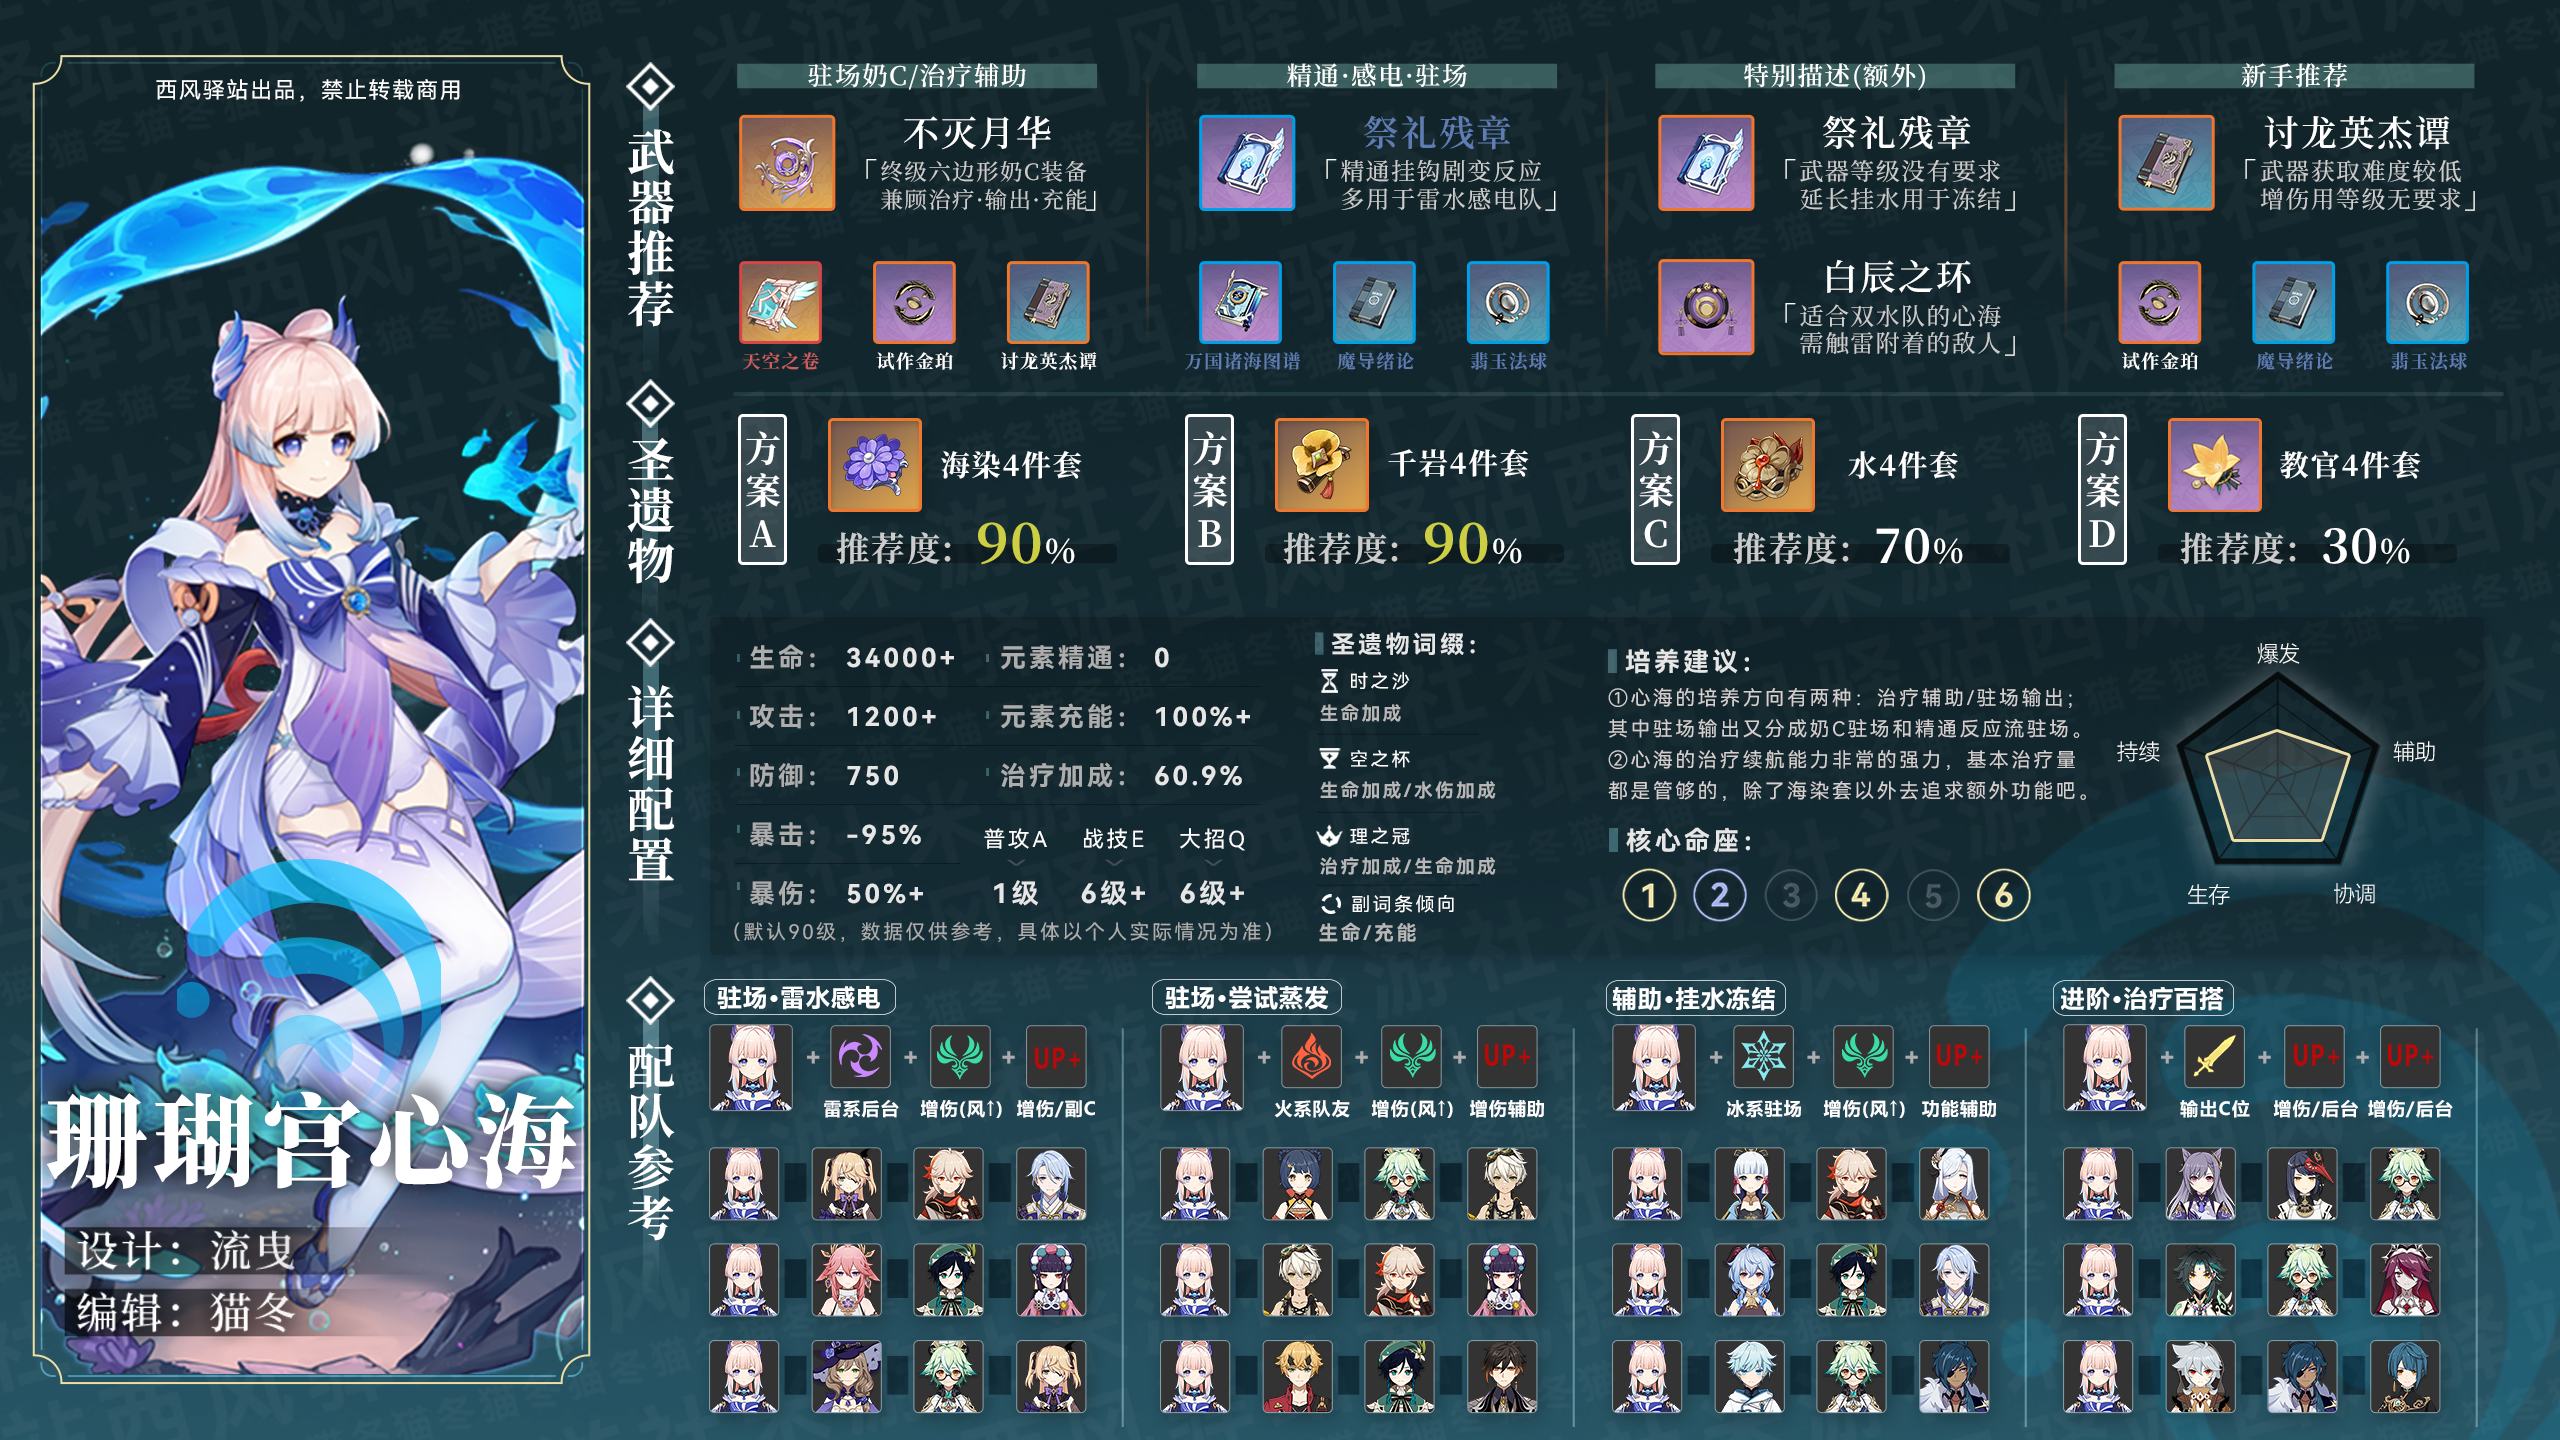 西风驿站出品，禁止转载商用
珊瑚宫心海
设计：流曳
编辑：猫冬
武器推荐
驻场奶C/治疗辅助
不灭月华
「终级六边形奶C装备
兼顾治疗·输出·充能」
天空之卷
试作金珀
讨龙英杰谭
精通·感电·驻场
祭礼残章
「精通挂钩剧变反应
多用于雷水感电队」
万国诸海图谱
魔导绪论
翡玉法球
特别描述(额外)
祭礼残章
「武器等级没有要求
延长挂水用于冻结」
白辰之环
「适合双水队的心海
需触雷附着的敌人」
新手推荐
讨龙英杰谭
「武器获取难度较低
增伤用等级无要求」
试作金珀
魔导绪论
翡玉法球
圣遗物
方案A
海染4件套
推荐度：90%
方案B
千岩4件套
推荐度：90%
方案C
水4件套
推荐度：70%
方案D
教官4件套
推荐度：30%
详细配置
生命：34000+
元素精通：0
攻击：1200+
元素充能：100%+
防御：750
治疗加成：60.9%
暴击：-95%
普攻A 战技E 大招Q
暴伤：50%+
1级 6级+ 6级+
(默认90级，数据仅供参考，具体以个人实际情况为准)
圣遗物词缀：
时之沙
生命加成
空之杯
生命加成/水伤加成
理之冠
治疗加成/生命加成
副词条倾向
生命/充能
培养建议：
①心海的培养方向有两种：治疗辅助/驻场输出；
其中驻场输出又分成奶C驻场和精通反应流驻场。
②心海的治疗续航能力非常的强力，基本治疗量
都是管够的，除了海染套以外去追求额外功能吧。
核心命座：
1 2 3 4 5 6
爆发
持续
辅助
生存
协调
配队参考
驻场·雷水感电
+ + + UP+
雷系后台 增伤(风↑) 增伤/副C
驻场·尝试蒸发
+ + + UP+
火系队友 增伤(风↑) 增伤辅助
辅助·挂水冻结
+ + + UP+
冰系驻场 增伤(风↑) 功能辅助
进阶·治疗百搭
+ + UP+ + UP+
输出C位 增伤/后台 增伤/后台